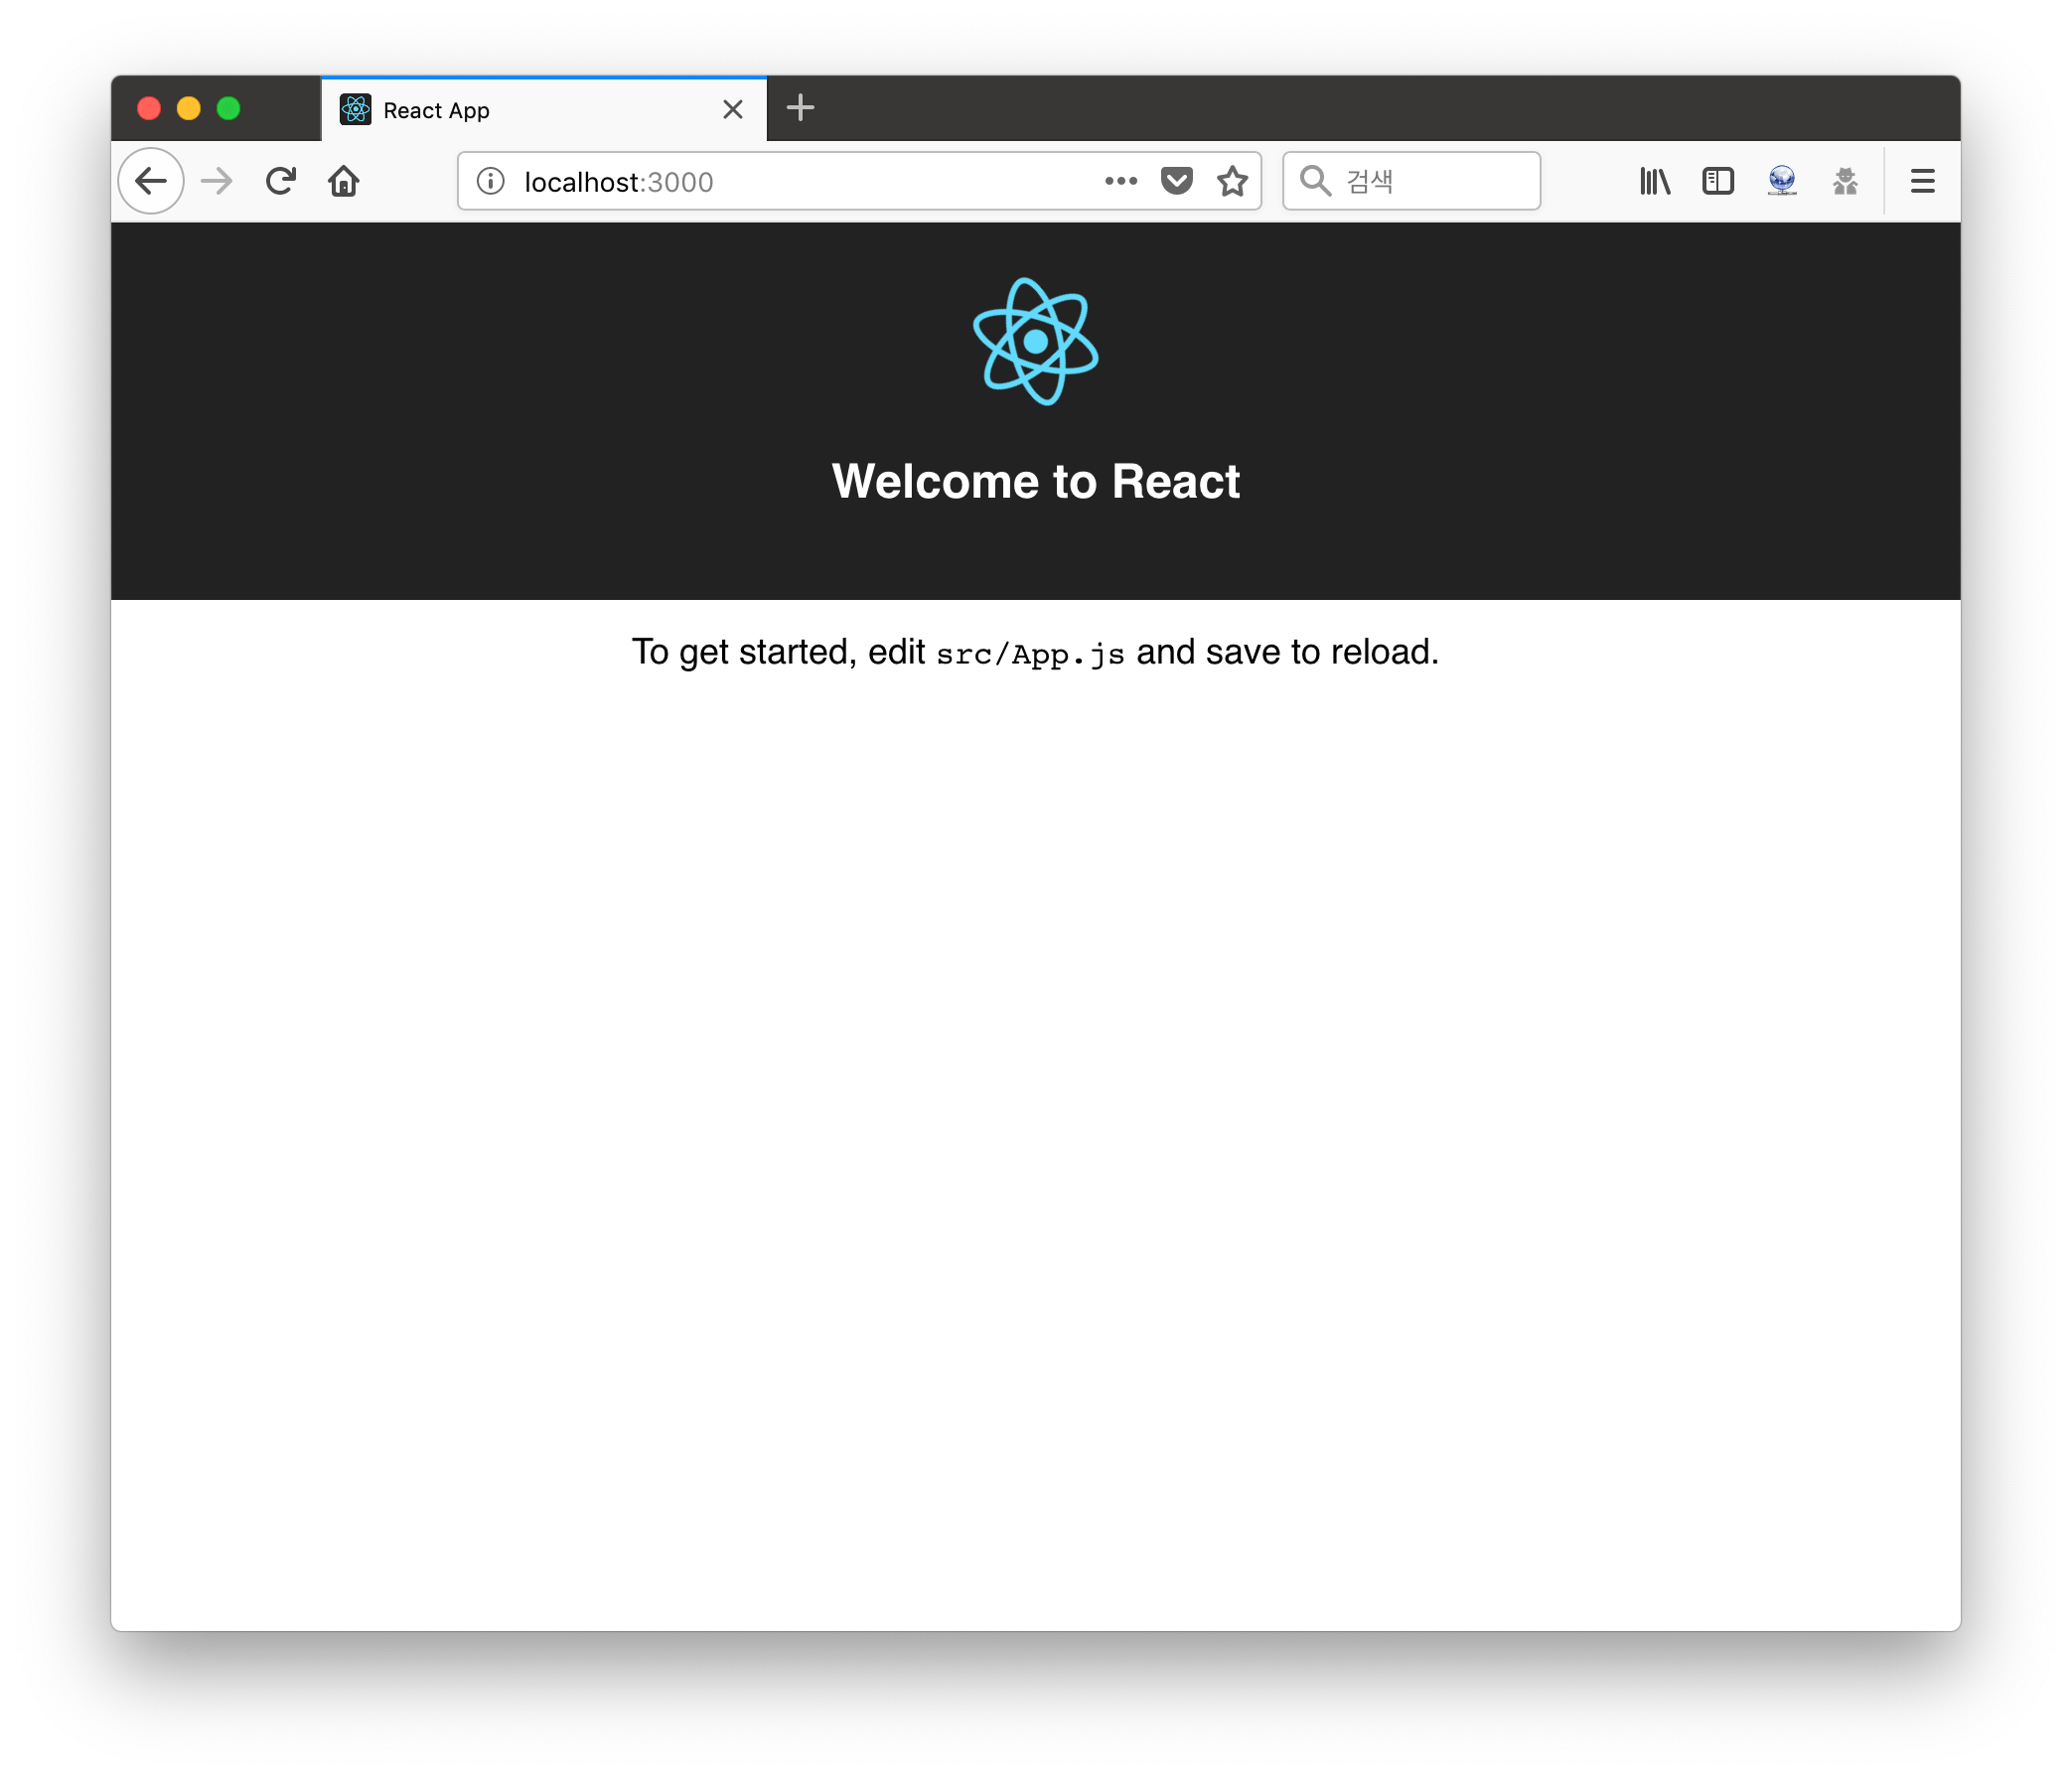 React App
localhost:3000
검색
Welcome to React
To get started, edit src/App.js and save to reload.